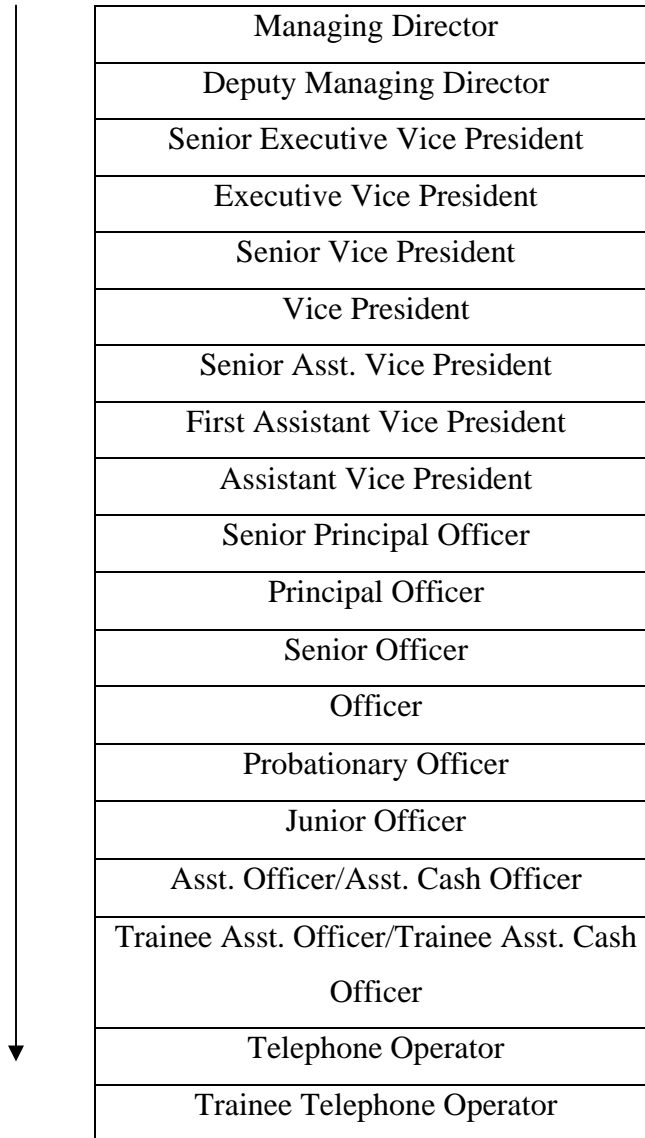 Managing Director
Deputy Managing Director
Senior Executive Vice President
Executive Vice President
Senior Vice President
Vice President
Senior Asst. Vice President
First Assistant Vice President
Assistant Vice President
Senior Principal Officer
Principal Officer
Senior Officer
Officer
Probationary Officer
Junior Officer
Asst. Officer/Asst. Cash Officer
Trainee Asst. Officer/Trainee Asst. Cash
Officer
Telephone Operator
Trainee Telephone Operator